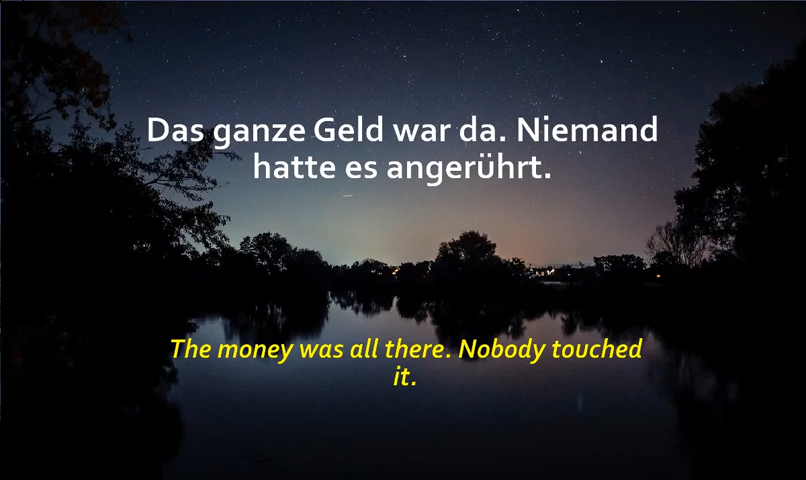 Das ganze Geld war da. Niemand
hatte es angerührt.
The money was all there. Nobody touched
it.